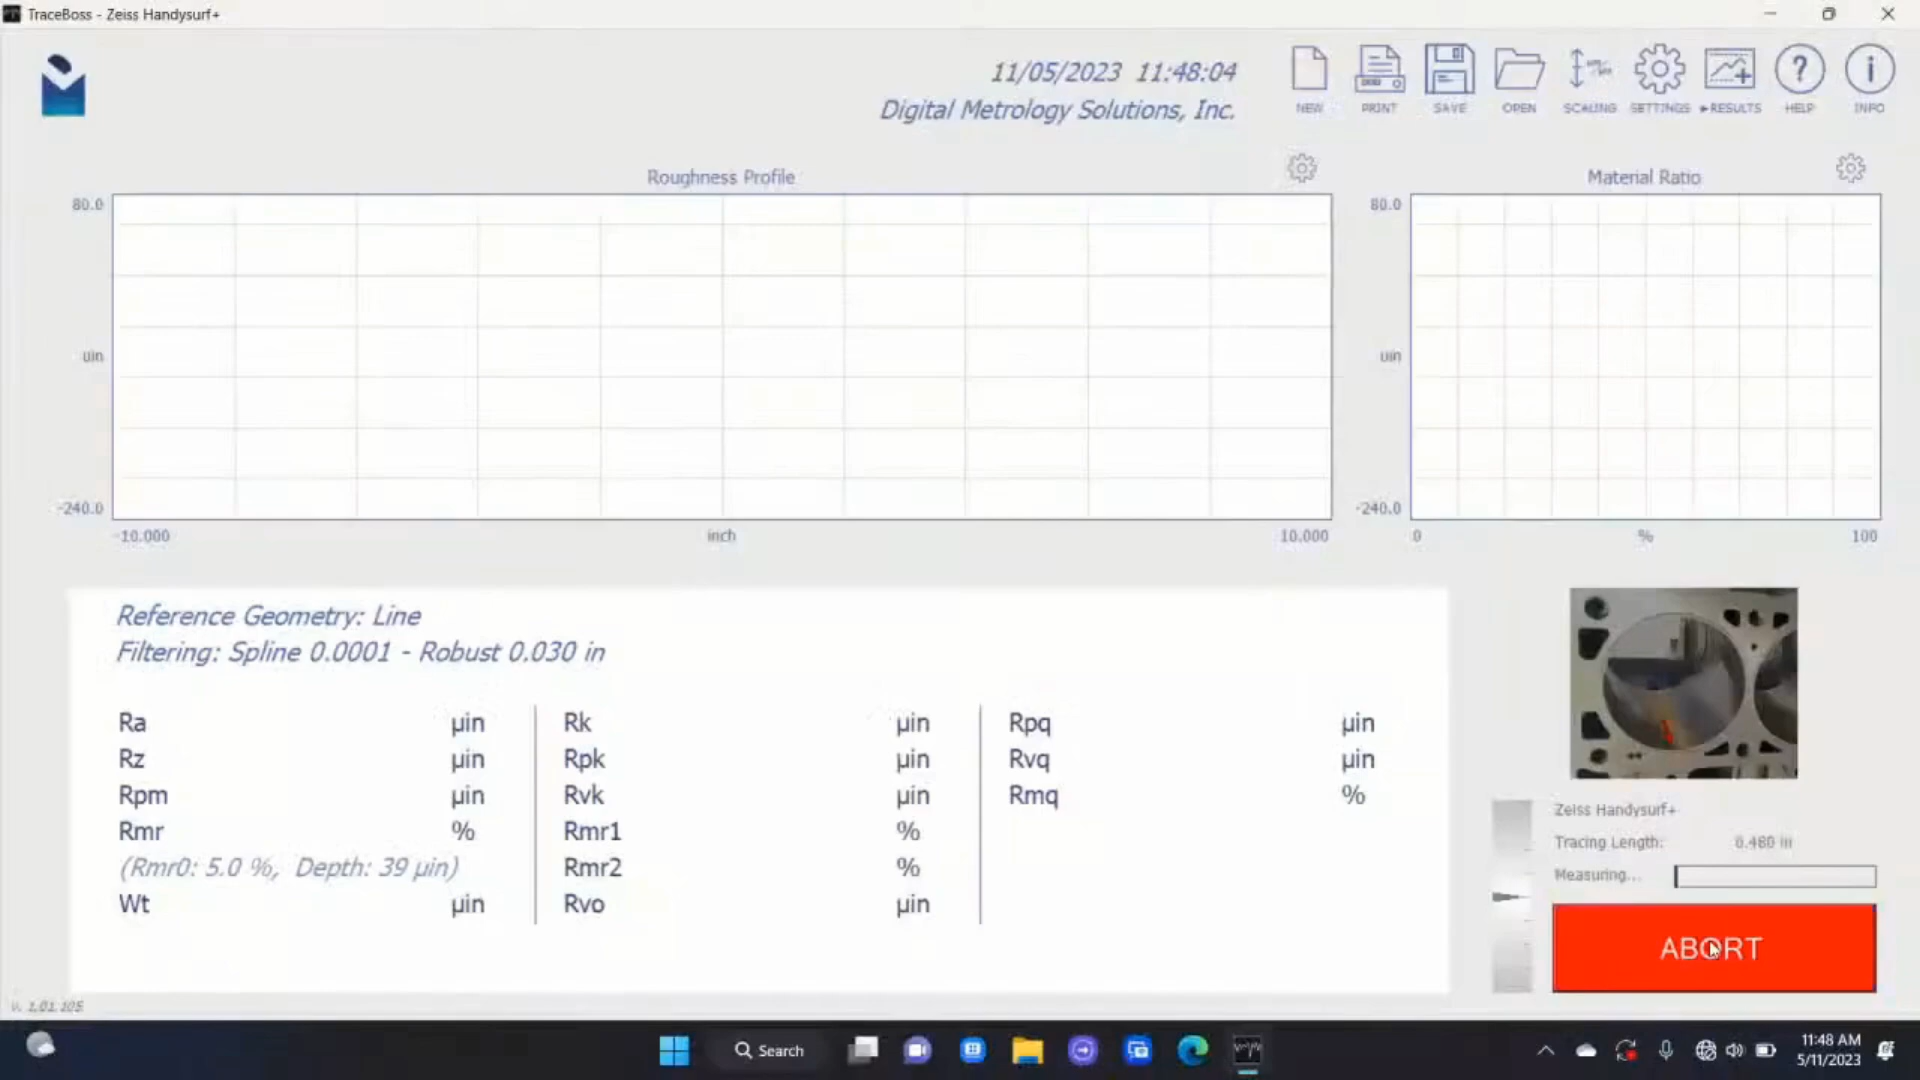 TraceBoss - Zeiss Handysurf+
11/05/2023 11:48:04
Digital Metrology Solutions, Inc.
NEW PRINT SAVE OPEN SCALING SETTINGS ►RESULTS HELP INFO
Roughness Profile
80.0
uin
-240.0
-10.000 inch 10.000
Material Ratio
80.0
uin
-240.0
0 % 100
Reference Geometry: Line
Filtering: Spline 0.0001 - Robust 0.030 in
Ra µin Rk µin Rpq µin
Rz µin Rpk µin Rvq µin
Rpm µin Rvk µin Rmq %
Rmr % Rmr1 %
(Rmr0: 5.0 %, Depth: 39 µin) Rmr2 %
Wt µin Rvo µin
Zeiss Handysurf+
Tracing Length: 0.480 in
Measuring...
ABORT
v. 1.01.105
Search
11:48 AM
5/11/2023